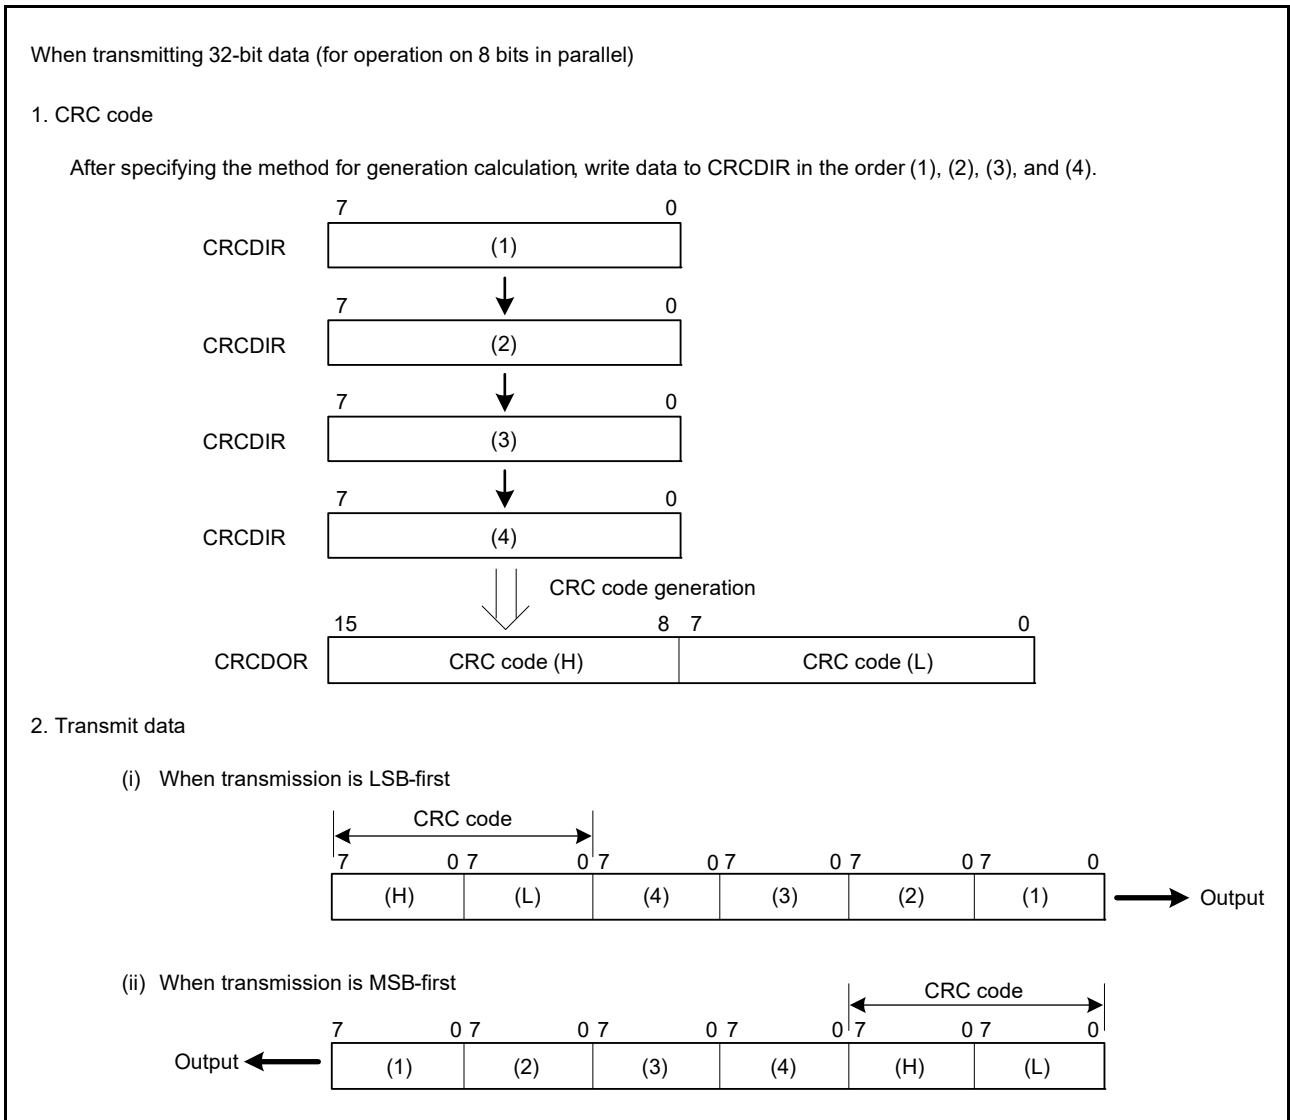 When transmitting 32-bit data (for operation on 8 bits in parallel)
1. CRC code
After specifying the method for generation calculation, write data to CRCDIR in the order (1), (2), (3), and (4).
7 0
CRCDIR (1)
7 0
CRCDIR (2)
7 0
CRCDIR (3)
7 0
CRCDIR (4)
CRC code generation
15 8 7 0
CRCDOR CRC code (H) CRC code (L)
2. Transmit data
(i) When transmission is LSB-first
CRC code
7 0 7 0 7 0 7 0 7 0 7 0
(H) (L) (4) (3) (2) (1) Output
(ii) When transmission is MSB-first
CRC code
7 0 7 0 7 0 7 0 7 0 7 0
Output (1) (2) (3) (4) (H) (L)